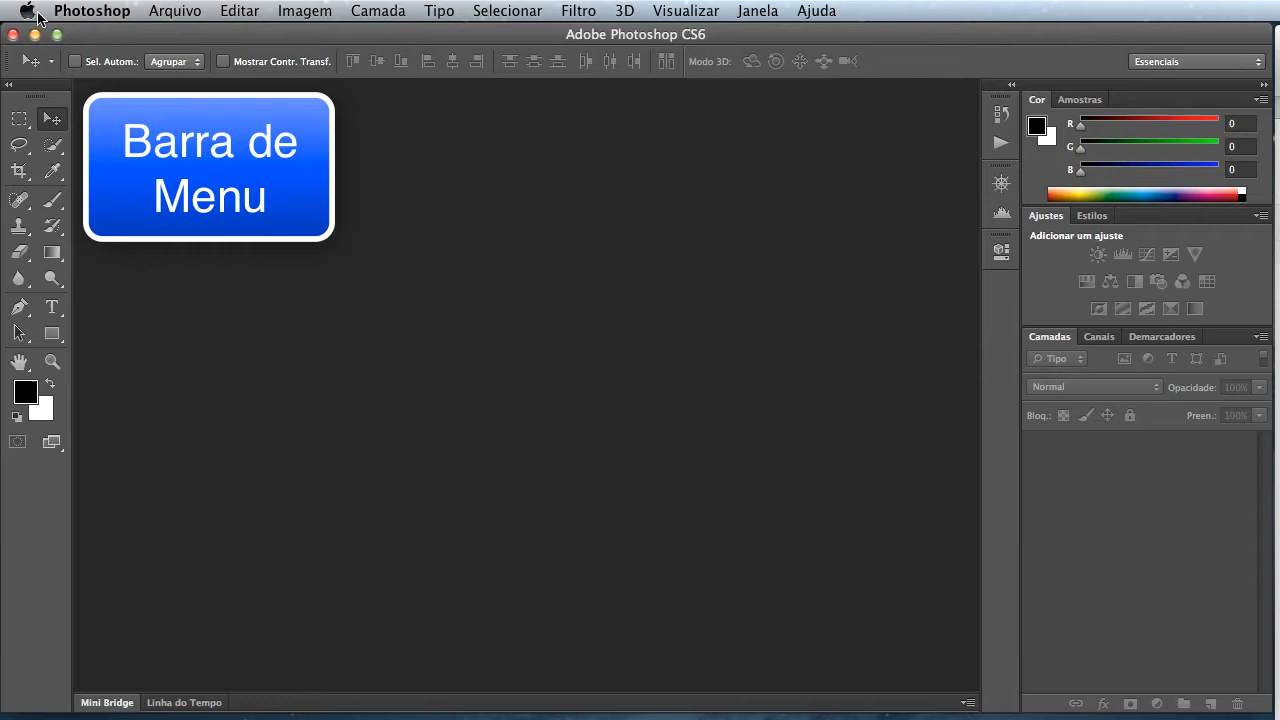 Photoshop Arquivo Editar Imagem Camada Tipo Selecionar Filtro 3D Visualizar Janela Ajuda
Adobe Photoshop CS6
Sel. Autom.: Agrupar Mostrar Contr. Transf. Modo 3D: Essenciais
Barra de
Menu
Cor Amostras
R 0
G 0
B 0
Ajustes Estilos
Adicionar um ajuste
Camadas Canais Demarcadores
Tipo
Normal Opacidade: 100%
Bloq.: Preen.: 100%
Mini Bridge Linha do Tempo